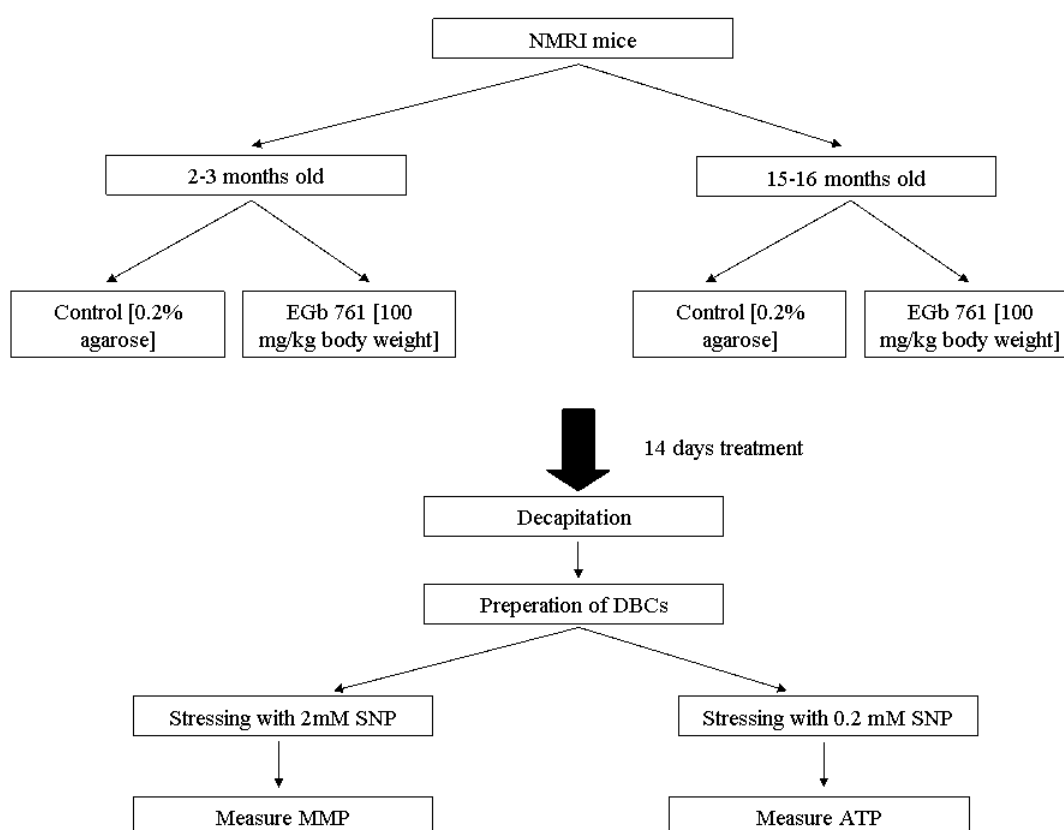 NMRI mice
2-3 months old
15-16 months old
Control [0.2%
agarose]
EGb 761 [100
mg/kg body weight]
Control [0.2%
agarose]
EGb 761 [100
mg/kg body weight]
14 days treatment
Decapitation
Preperation of DBCs
Stressing with 2mM SNP
Stressing with 0.2 mM SNP
Measure MMP
Measure ATP